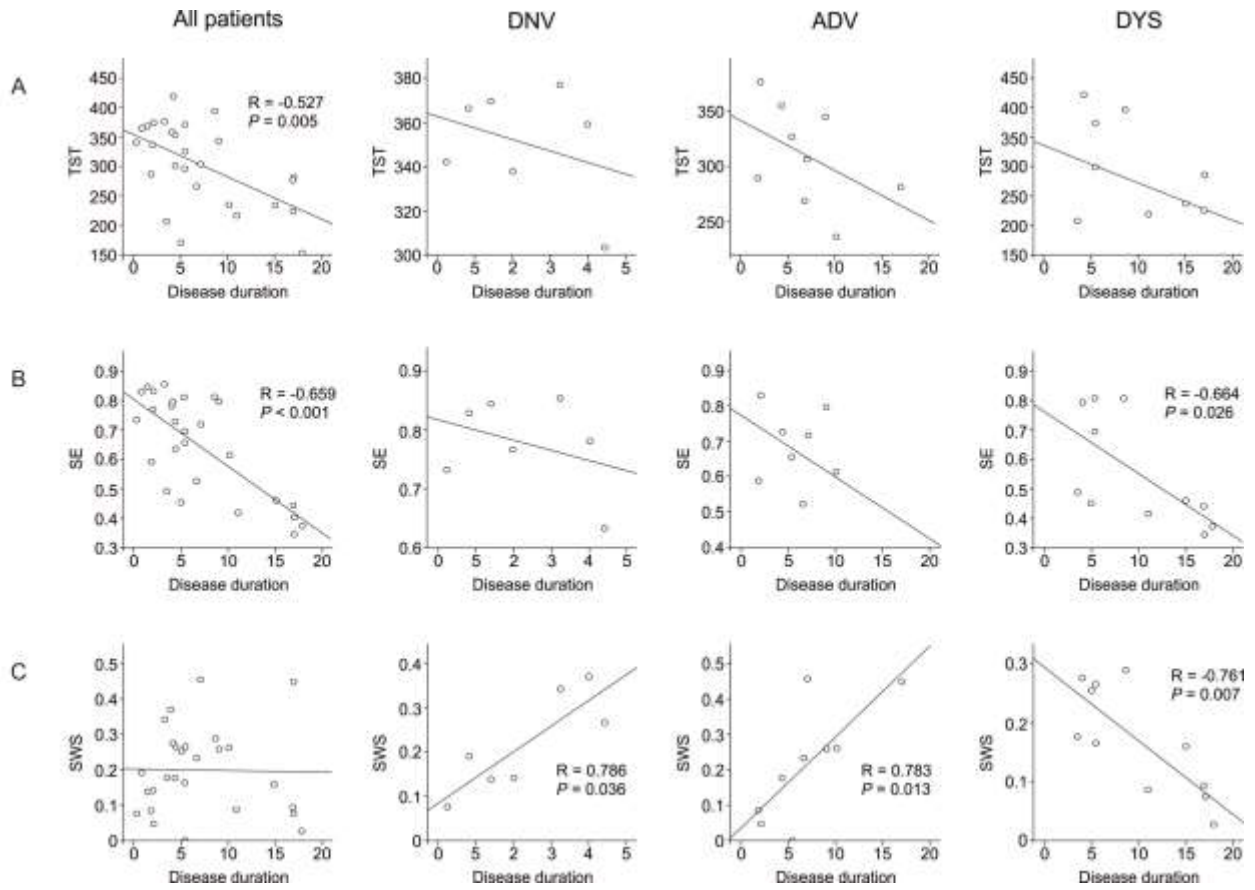 All patients DNV ADV DYS
A
450 400 350 300 250 200 150
TST
R = -0.527
P = 0.005
0 5 10 15 20
Disease duration
380 360 340 320 300
TST
0 5 2 3 4 5
Disease duration
350 300 250
TST
0 5 10 15 20
Disease duration
450 400 350 300 250 200 150
TST
0 5 10 15 20
Disease duration
B
0.9 0.8 0.7 0.6 0.5 0.4 0.3
SE
R = -0.659
P < 0.001
0 5 10 15 20
Disease duration
0.9 0.8 0.7 0.6
SE
0 5 2 3 4 5
Disease duration
0.9 0.8 0.7 0.6 0.5 0.4
SE
0 5 10 15 20
Disease duration
0.9 0.8 0.7 0.6 0.5 0.4 0.3
SE
R = -0.664
P = 0.026
0 5 10 15 20
Disease duration
C
0.5 0.4 0.3 0.2 0.1 0
SWS
0 5 10 15 20
Disease duration
0.4 0.3 0.2 0.1 0
SWS
R = 0.786
P = 0.036
0 5 2 3 4 5
Disease duration
0.5 0.4 0.3 0.2 0.1 0
SWS
R = 0.783
P = 0.013
0 5 10 15 20
Disease duration
0.3 0.2 0.1 0
SWS
R = -0.761
P = 0.007
0 5 10 15 20
Disease duration